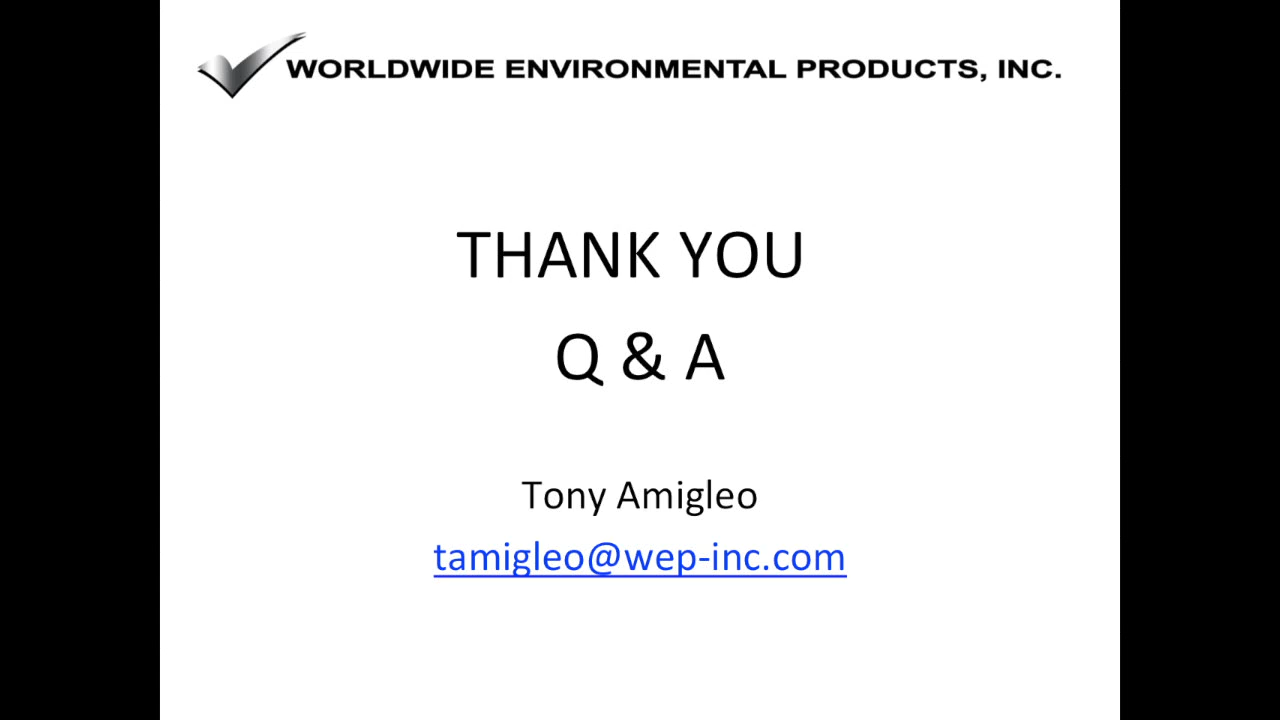 WORLDWIDE ENVIRONMENTAL PRODUCTS, INC.
THANK YOU
Q & A
Tony Amigleo
tamigleo@wep-inc.com